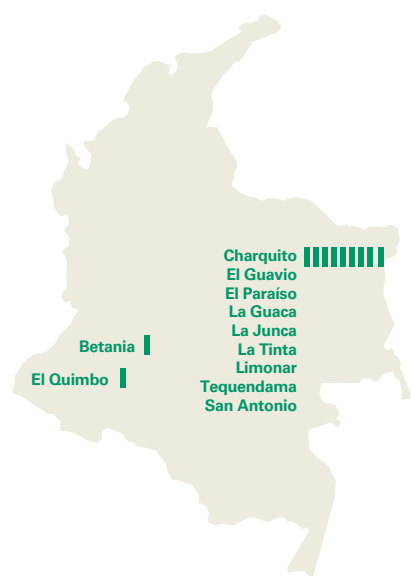 Charquito
El Guavio
El Paraíso
La Guaca
La Junca
La Tinta
Limonar
Tequendama
San Antonio
Betania
El Quimbo